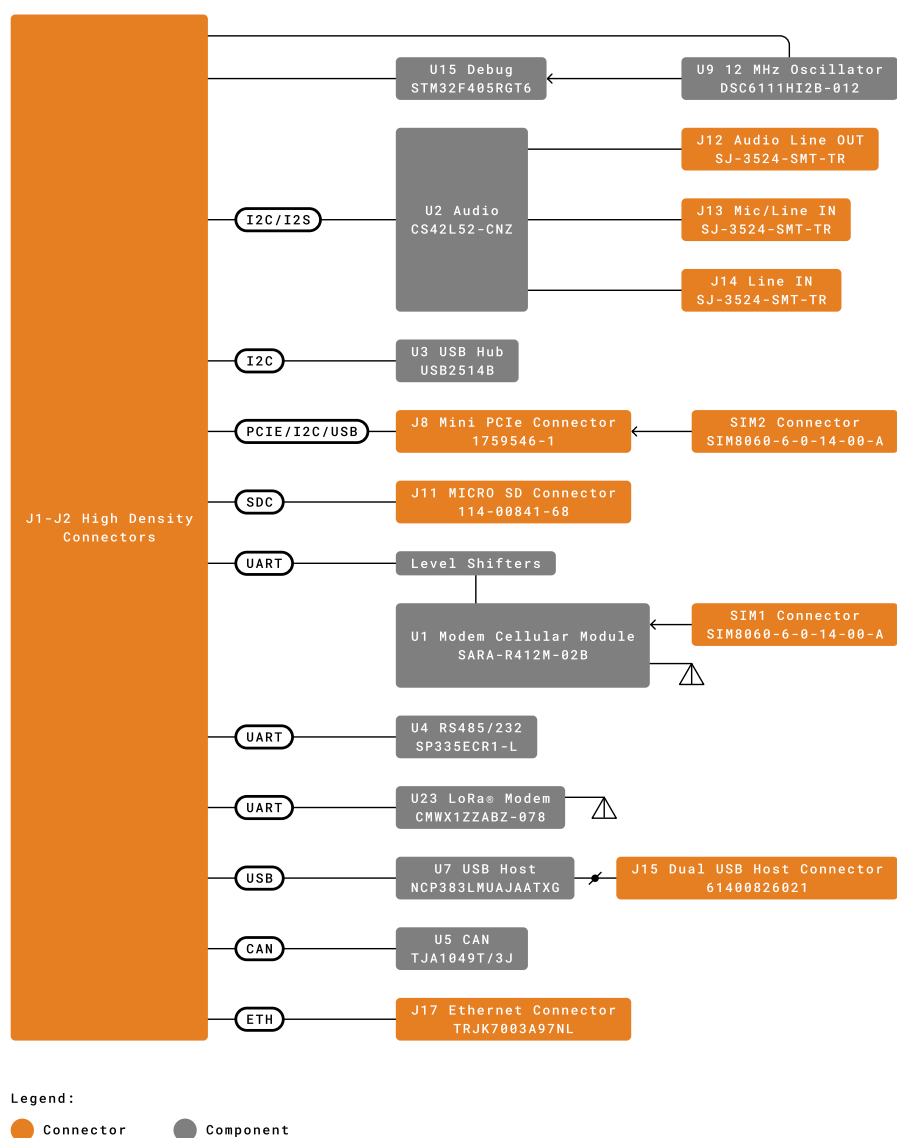 U15 Debug
STM32F405RGT6
U9 12 MHz Oscillator
DSC6111HI2B-012
J12 Audio Line OUT
SJ-3524-SMT-TR
I2C/I2S
U2 Audio
CS42L52-CNZ
J13 Mic/Line IN
SJ-3524-SMT-TR
J14 Line IN
SJ-3524-SMT-TR
I2C
U3 USB Hub
USB2514B
PCIE/I2C/USB
J8 Mini PCIe Connector
1759546-1
SIM2 Connector
SIM8060-6-0-14-00-A
SDC
J11 MICRO SD Connector
114-00841-68
J1-J2 High Density
Connectors
UART
Level Shifters
U1 Modem Cellular Module
SARA-R412M-02B
SIM1 Connector
SIM8060-6-0-14-00-A
UART
U4 RS485/232
SP335ECR1-L
UART
U23 LoRa® Modem
CMWX1ZZABZ-078
USB
U7 USB Host
NCP383LMUAJAATXG
J15 Dual USB Host Connector
61400826021
CAN
U5 CAN
TJA1049T/3J
ETH
J17 Ethernet Connector
TRJK7003A97NL
Legend:
Connector
Component